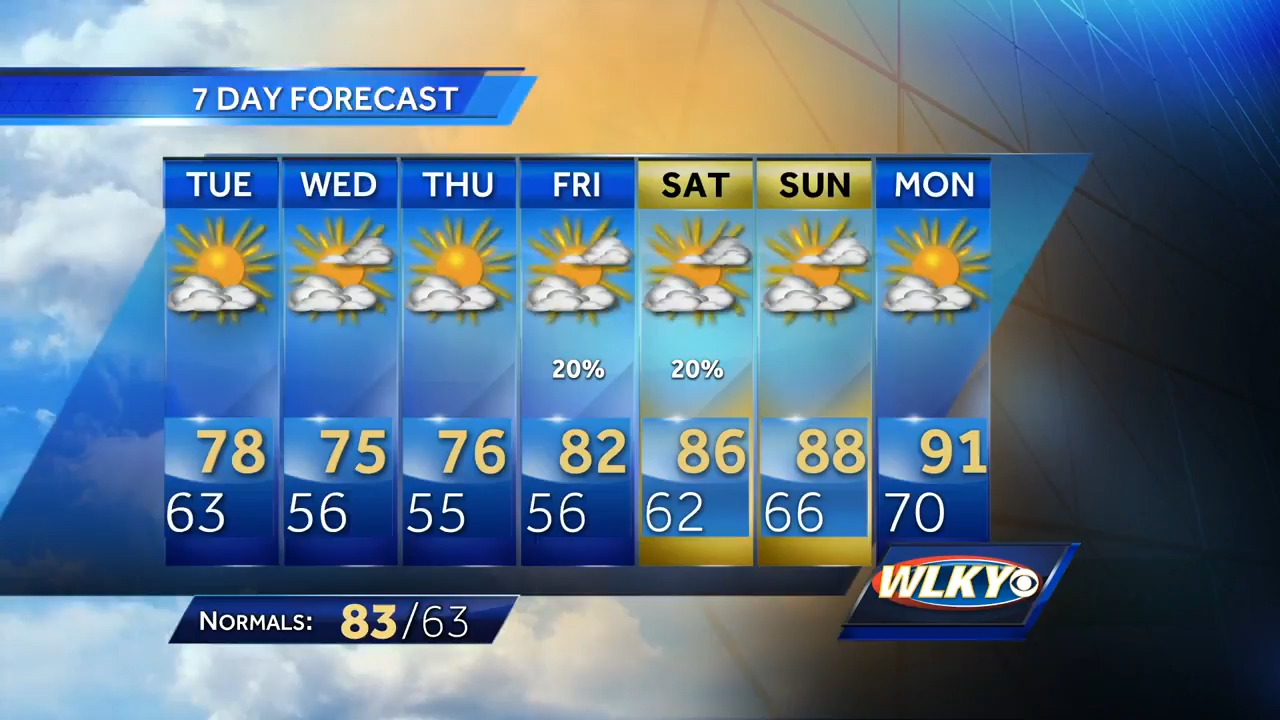 7 DAY FORECAST
TUE WED THU FRI SAT SUN MON
20% 20%
78 75 76 82 86 88 91
63 56 55 56 62 66 70
WLKY
NORMALS: 83/63